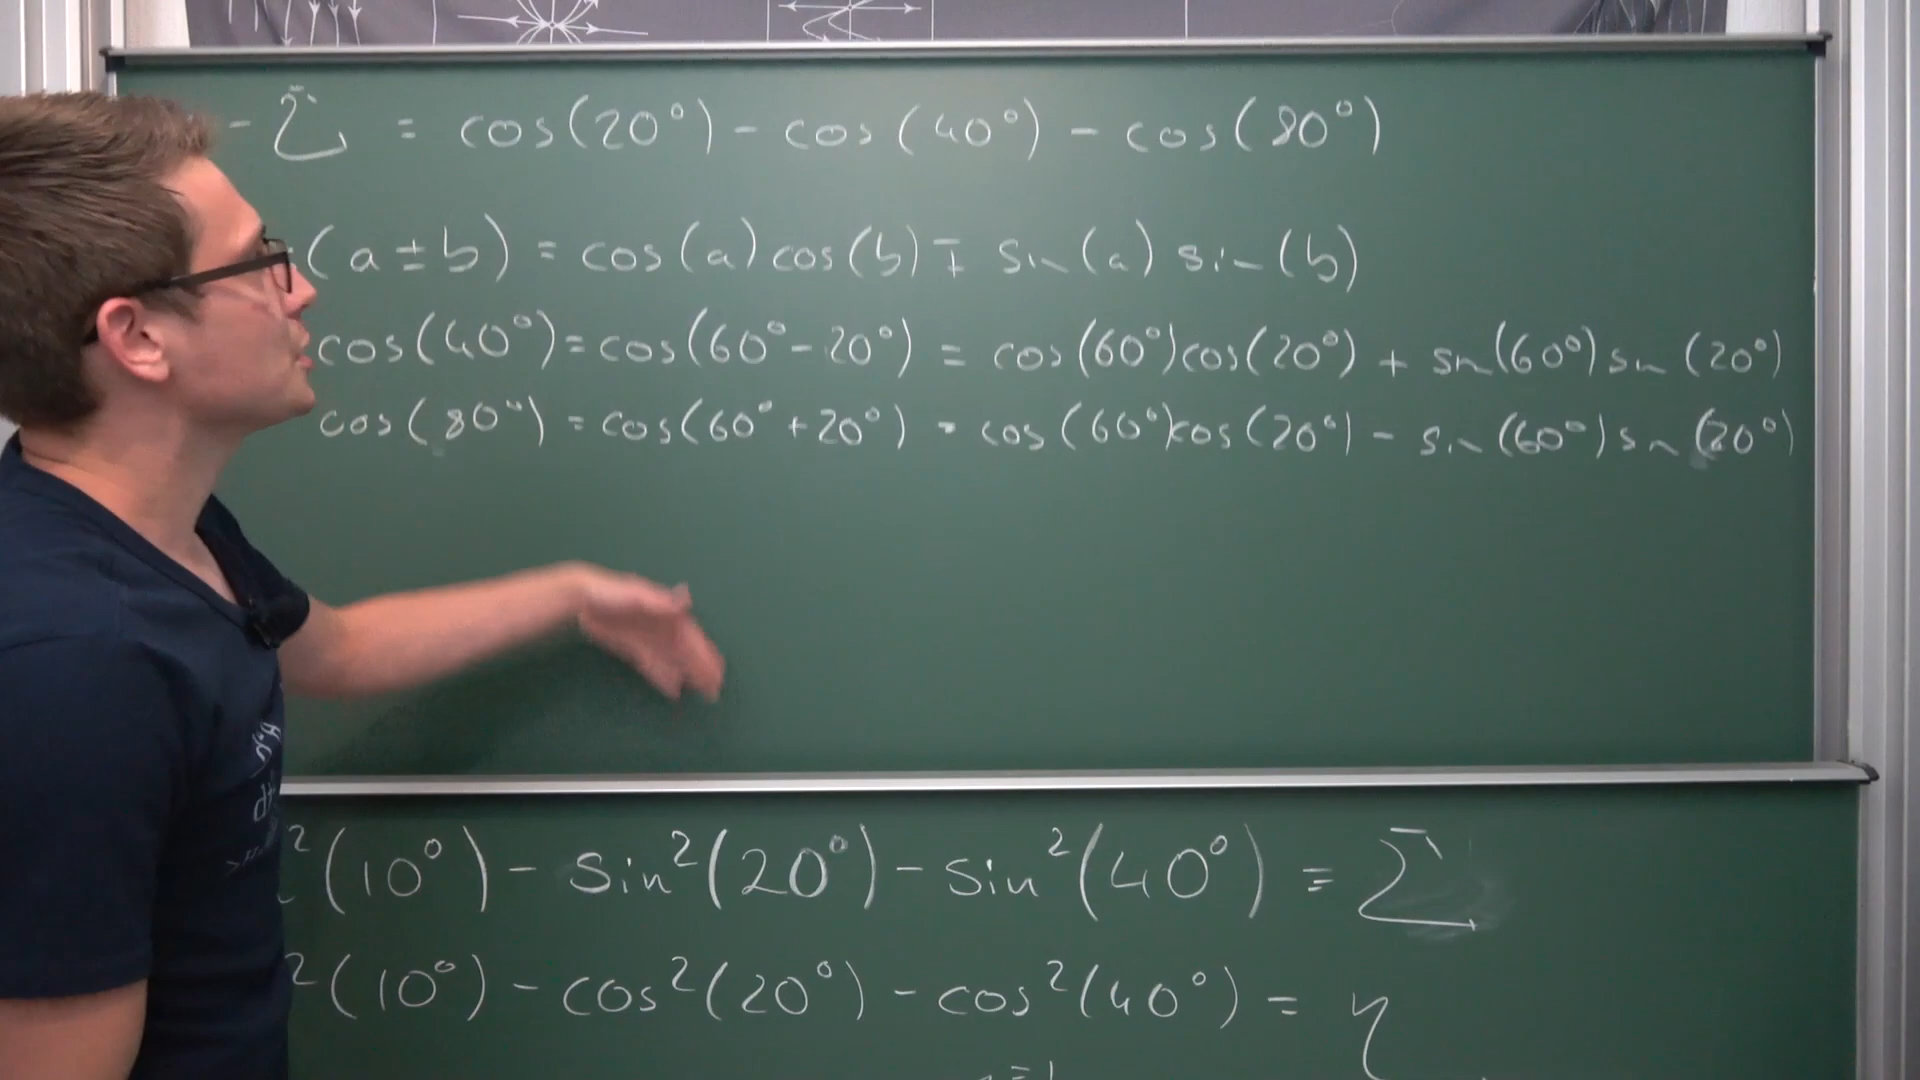 - Σ = cos(20°) - cos(40°) - cos(80°)
(a ± b) = cos(a) cos(b) ∓ sin(a) sin(b)
cos(40°) = cos(60° - 20°) = cos(60°)cos(20°) + sin(60°) sin(20°)
cos(80°) = cos(60° + 20°) = cos(60°)cos(20°) - sin(60°) sin(20°)
²(10°) - sin²(20°) - sin²(40°) = Σ
²(10°) - cos²(20°) - cos²(40°) = η